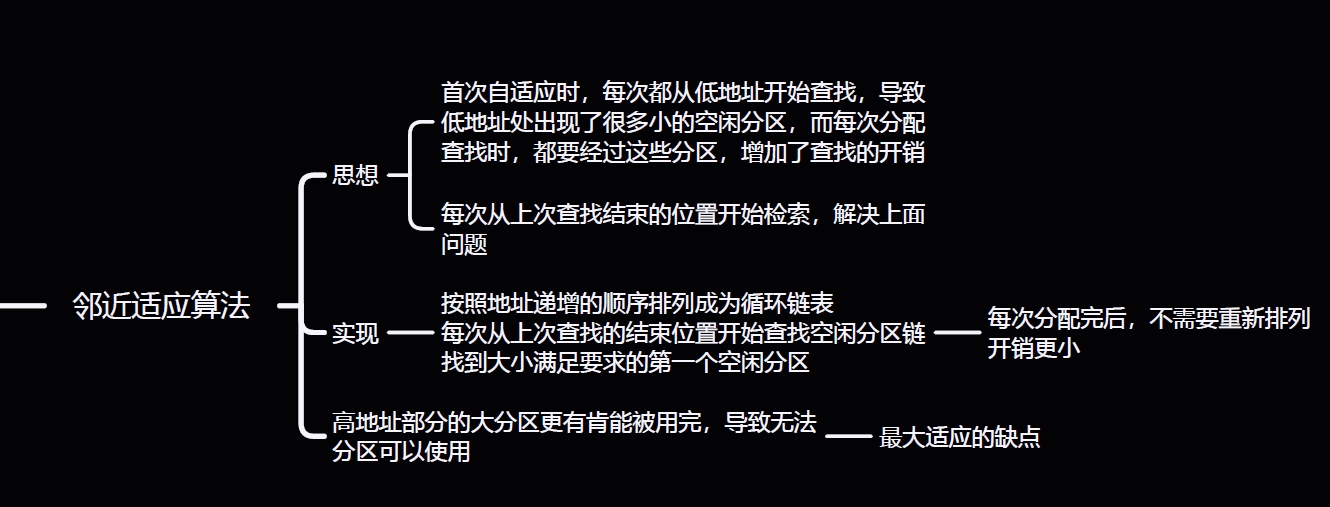 首次自适应时，每次都从低地址开始查找，导致
低地址处出现了很多小的空闲分区，而每次分配
查找时，都要经过这些分区，增加了查找的开销
思想
每次从上次查找结束的位置开始检索，解决上面
问题
邻近适应算法
按照地址递增的顺序排列成为循环链表
实现
每次从上次查找的结束位置开始查找空闲分区链
找到大小满足要求的第一个空闲分区
每次分配完后，不需要重新排列
开销更小
高地址部分的大分区更有肯能被用完，导致无法
分区可以使用
最大适应的缺点